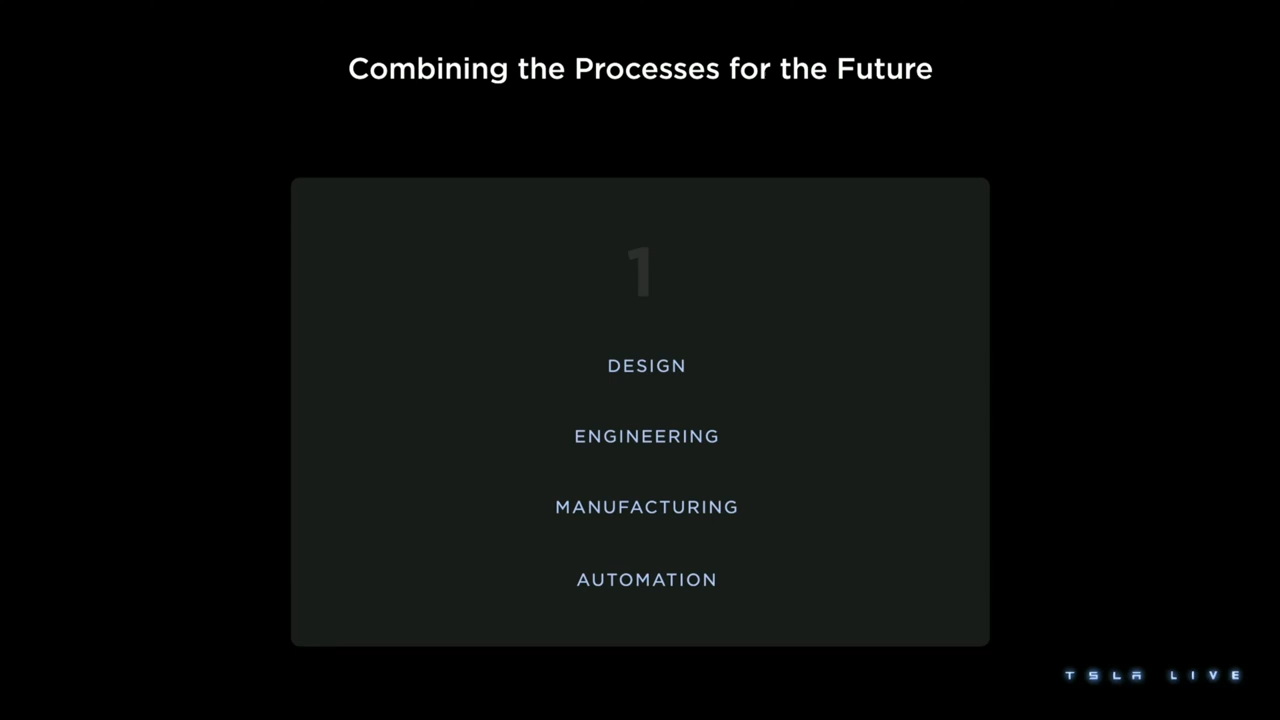 Combining the Processes for the Future
1
DESIGN
ENGINEERING
MANUFACTURING
AUTOMATION
TSLA LIVE